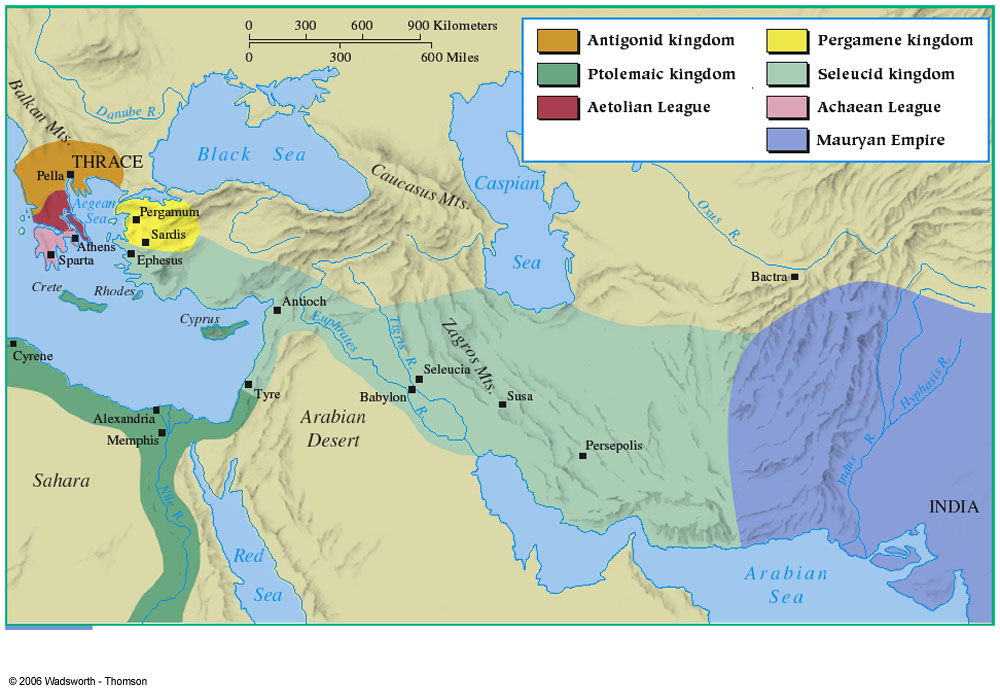 0 300 600 900 Kilometers
0 300 600 Miles
Antigonid kingdom
Ptolemaic kingdom
Aetolian League
Pergamene kingdom
Seleucid kingdom
Achaean League
Mauryan Empire
Balkan Mts.
Danube R.
THRACE
Pella
Black Sea
Caucasus Mts.
Caspian
Sea
Oxus R.
Bactra
Aegean
Sea
Pergamum
Sardis
Athens
Sparta
Ephesus
Crete
Rhodes
Cyprus
Antioch
Euphrates
R.
Tigris R.
Zagros Mts.
Seleucia
Babylon
Susa
Persepolis
Cyrene
Tyre
Alexandria
Memphis
Arabian
Desert
Sahara
Nile R.
Red
Sea
Hyphasis R.
Indus R.
INDIA
Arabian
Sea
© 2006 Wadsworth - Thomson